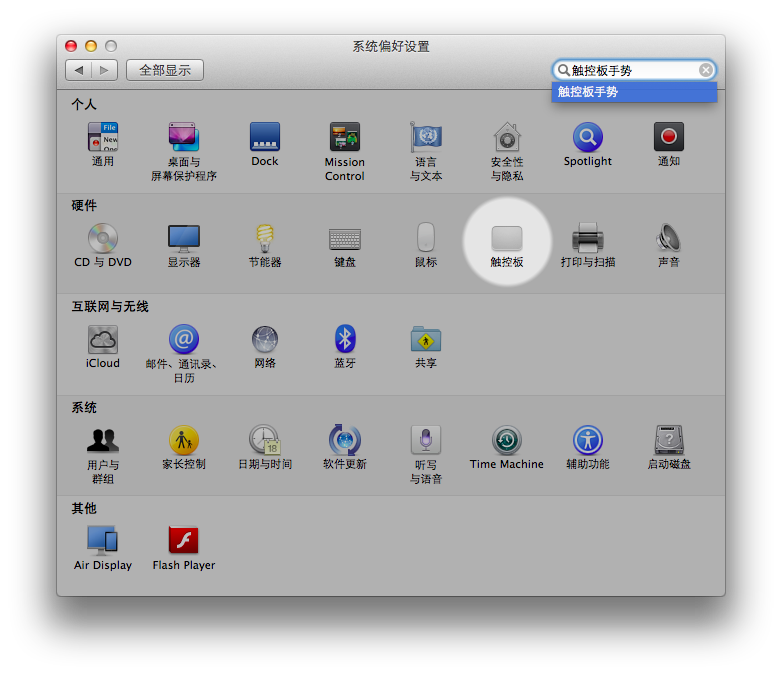 系统偏好设置
全部显示
触控板手势
触控板手势
个人
File
New
通用
桌面与
屏幕保护程序
Dock
Mission
Control
语言
与文本
安全性
与隐私
Spotlight
通知
硬件
CD 与 DVD
显示器
节能器
键盘
鼠标
触控板
打印与扫描
声音
互联网与无线
iCloud
@
邮件、通讯录、
日历
网络
蓝牙
共享
系统
用户与
群组
家长控制
18
日期与时间
软件更新
听写
与语音
Time Machine
辅助功能
?
启动磁盘
其他
Air Display
Flash Player